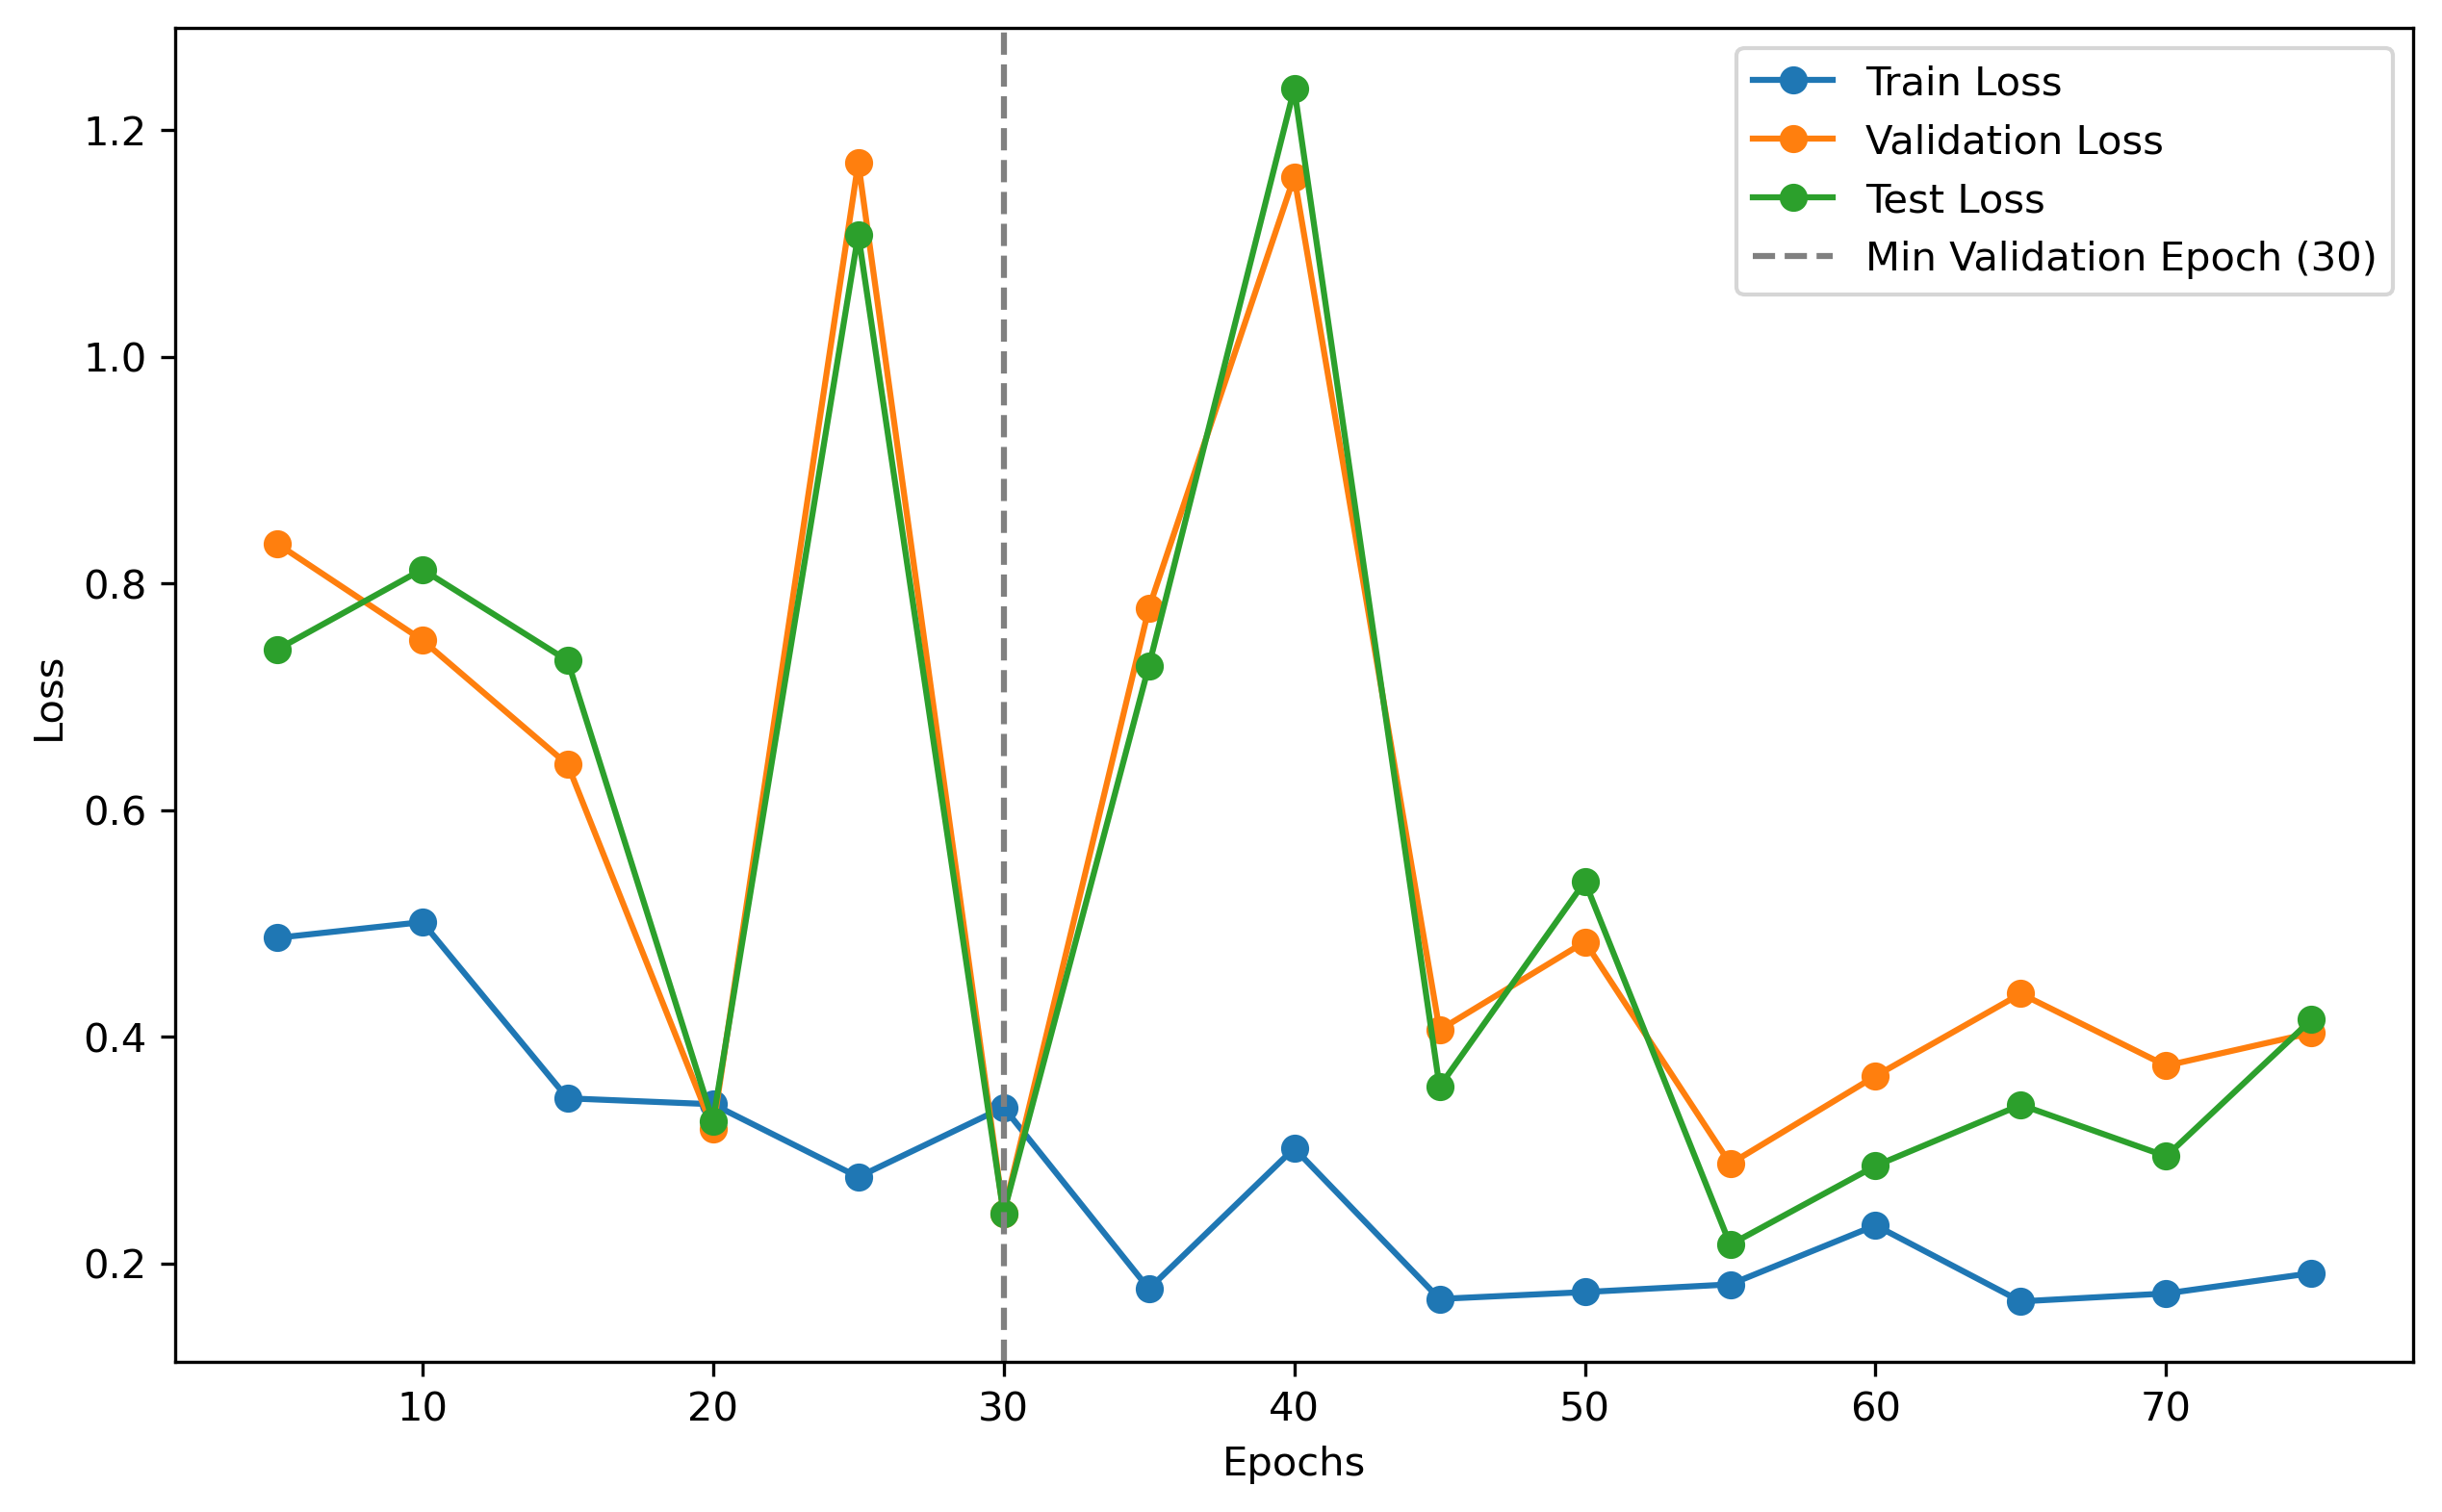 Train Loss
Validation Loss
Test Loss
Min Validation Epoch (30)
1.2
1.0
0.8
0.6
0.4
0.2
Loss
10 20 30 40 50 60 70
Epochs